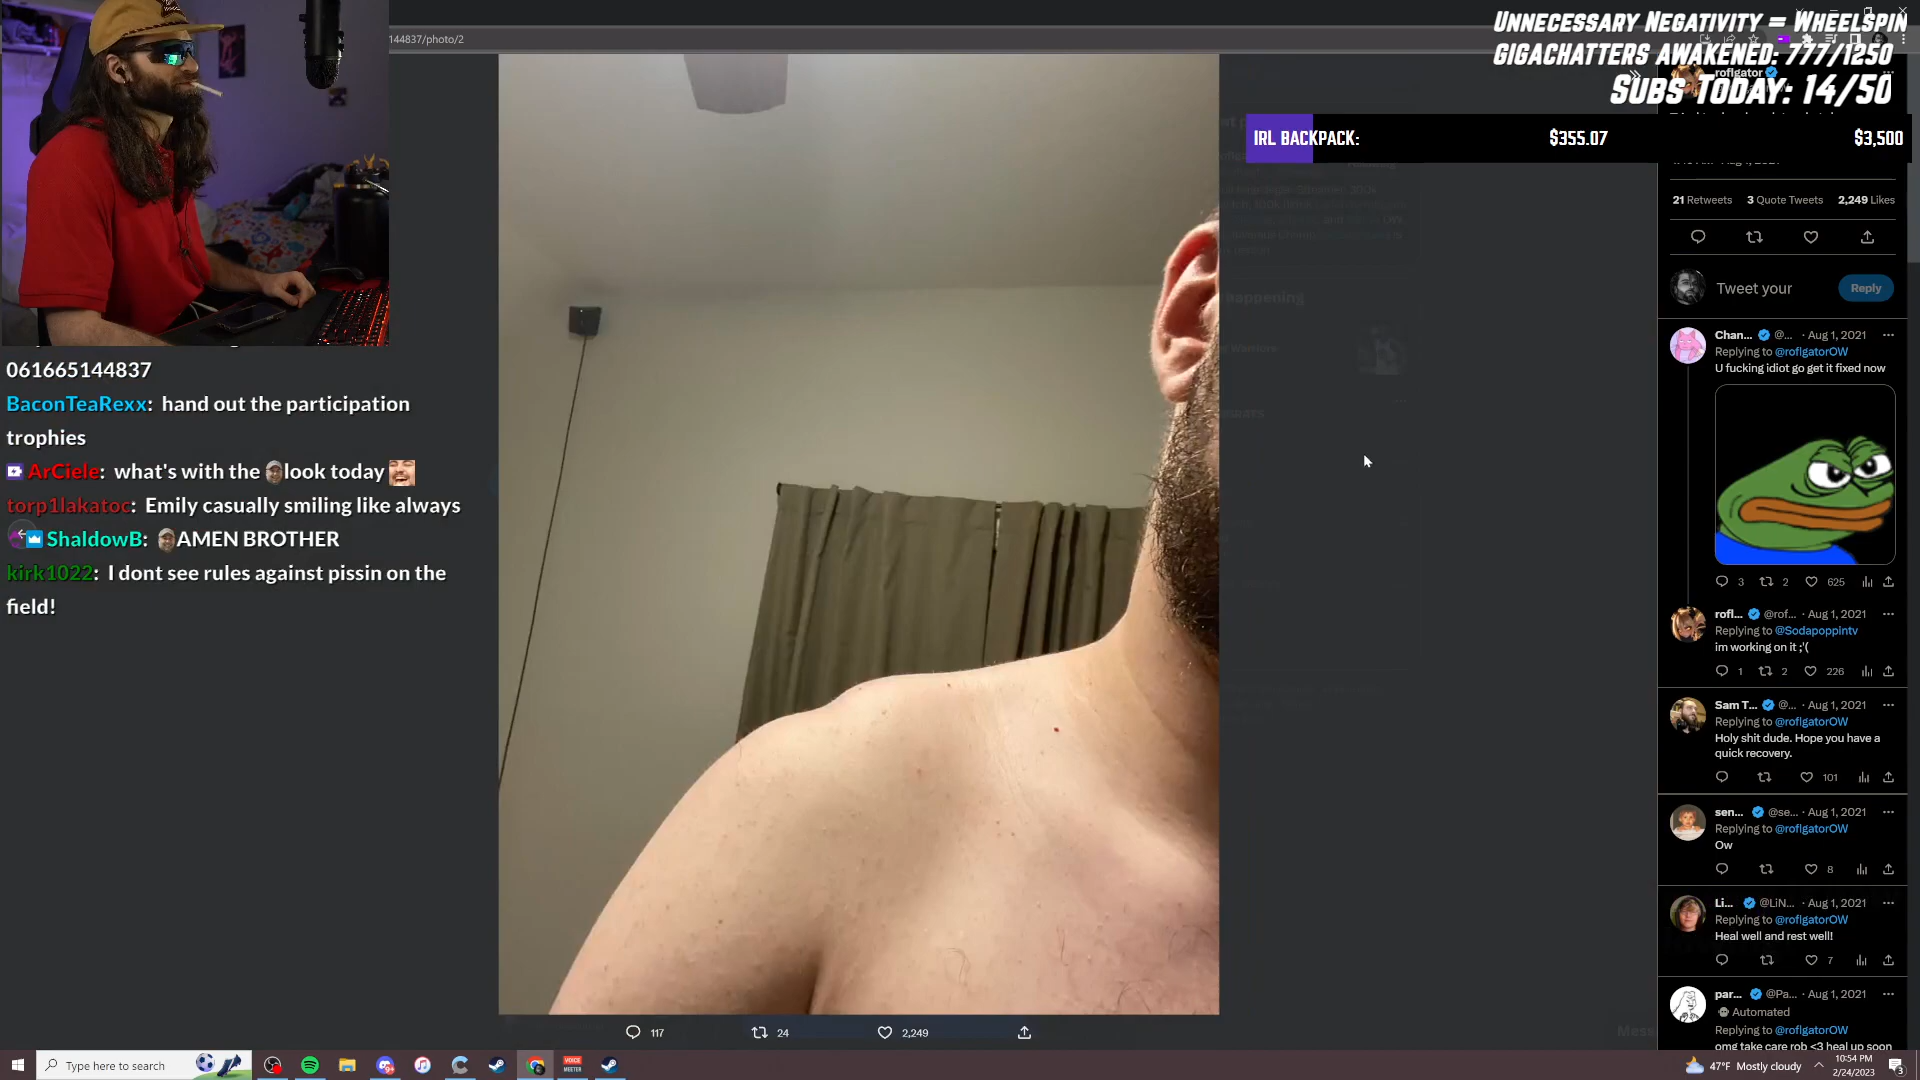 144837/photo/2
UNNECESSARY NEGATIVITY = WHEELSPIN
GIGACHATTERS AWAKENED: 777/1250
SUBS TODAY: 14/50
IRL BACKPACK: $355.07 $3,500
061665144837
BaconTeaRexx: hand out the participation
trophies
ArCiele: what's with the look today
torp1lakatoc: Emily casually smiling like always
ShaldowB: AMEN BROTHER
kirk1022: I dont see rules against pissin on the
field!
117 24 2,249
roflgator
21 Retweets 3 Quote Tweets 2,249 Likes
Tweet your Reply
Chan... @... · Aug 1, 2021
Replying to @roflgatorOW
U fucking idiot go get it fixed now
3 2 625
rofl... @rof... · Aug 1, 2021
Replying to @Sodapoppintv
im working on it ;'(
1 2 226
Sam T... @... · Aug 1, 2021
Replying to @roflgatorOW
Holy shit dude. Hope you have a
quick recovery.
101
sen... @se... · Aug 1, 2021
Replying to @roflgatorOW
Ow
8
Li... @LiN... · Aug 1, 2021
Replying to @roflgatorOW
Heal well and rest well!
7
par... @Pa... · Aug 1, 2021
Automated
Replying to @roflgatorOW
omg take care rob <3 heal up soon
Type here to search
VOICE
MEETER
47°F Mostly cloudy
10:54 PM
2/24/2023
3